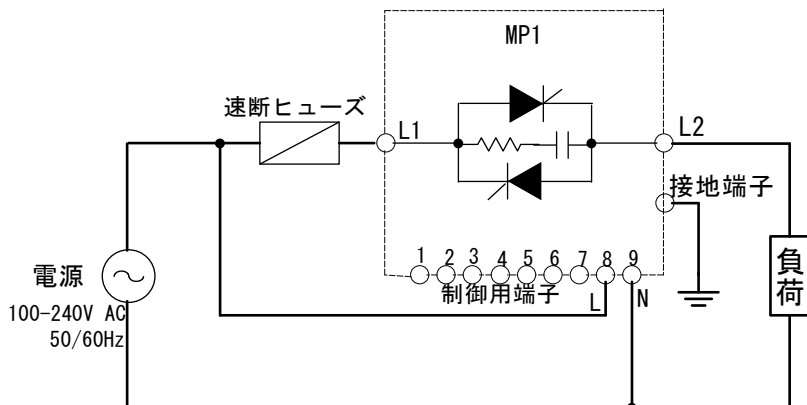 MP1
速断ヒューズ
L1
L2
接地端子
1 2 3 4 5 6 7 8 9
制御用端子
L N
電源
100-240V AC
50/60Hz
負荷